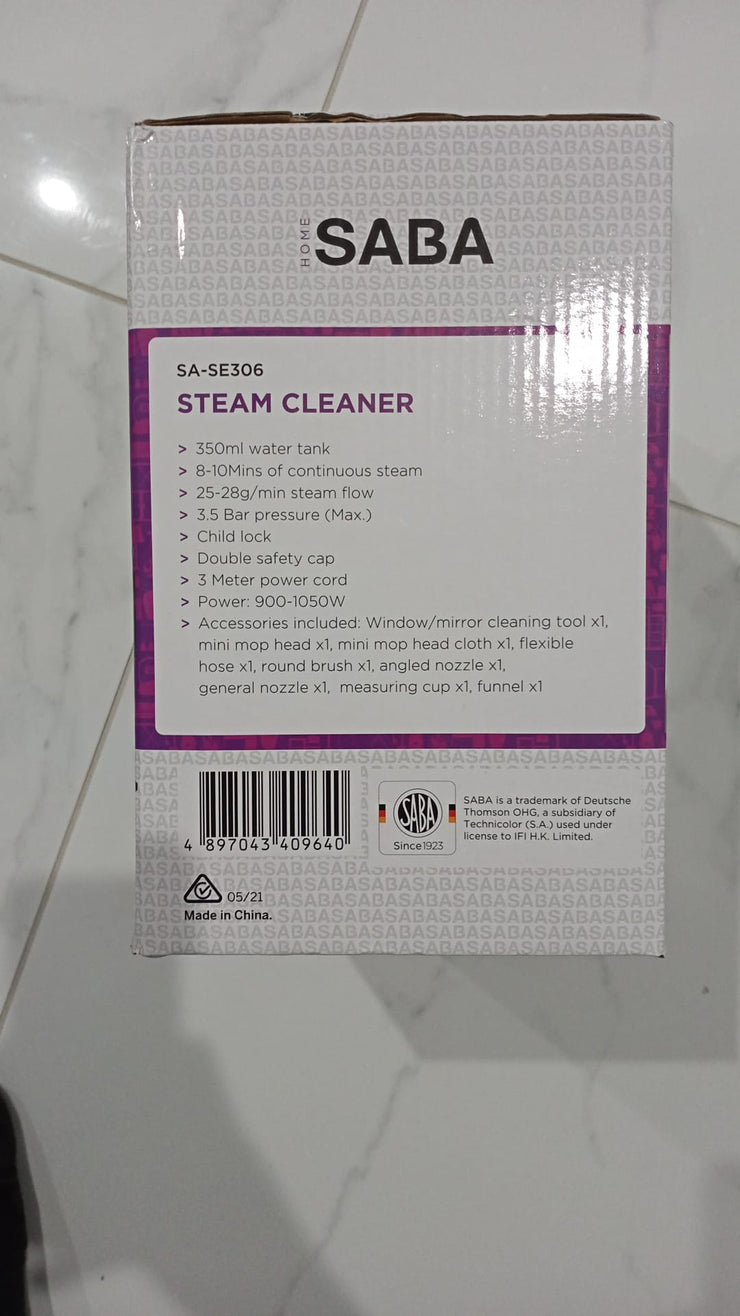 HOME SABA
SA-SE306
STEAM CLEANER
> 350ml water tank
> 8-10Mins of continuous steam
> 25-28g/min steam flow
> 3.5 Bar pressure (Max.)
> Child lock
> Double safety cap
> 3 Meter power cord
> Power: 900-1050W
> Accessories included: Window/mirror cleaning tool x1,
mini mop head x1, mini mop head cloth x1, flexible
hose x1, round brush x1, angled nozzle x1,
general nozzle x1, measuring cup x1, funnel x1
4 897043 409640
SABA
Since1923
SABA is a trademark of Deutsche
Thomson OHG, a subsidiary of
Technicolor (S.A.) used under
license to IFI H.K. Limited.
05/21
Made in China.